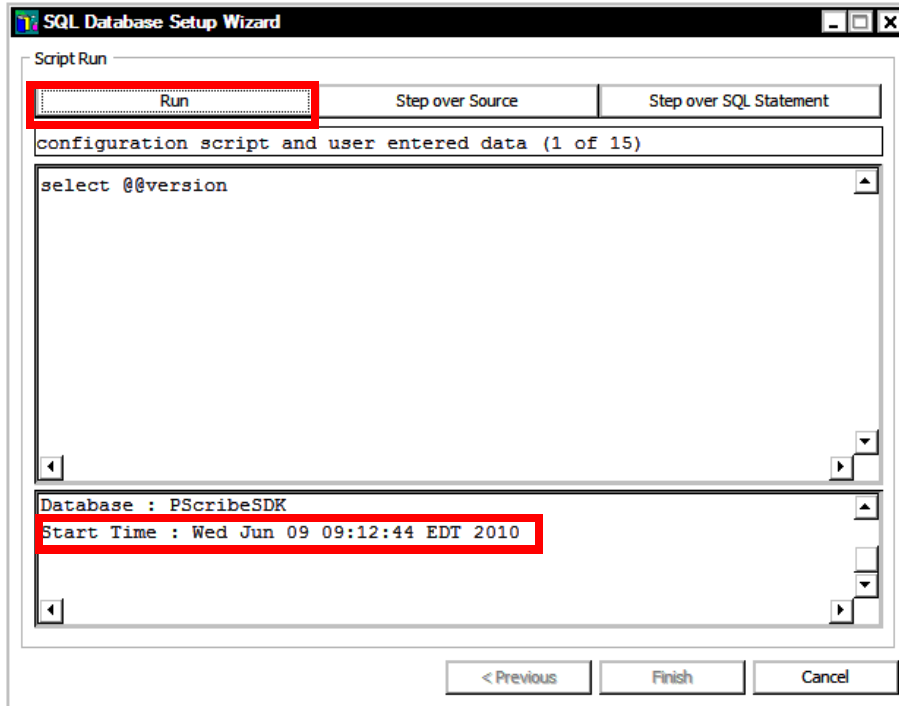 SQL Database Setup Wizard
Script Run
Run Step over Source Step over SQL Statement
configuration script and user entered data (1 of 15)
select @@version
Database : PScribeSDK
Start Time : Wed Jun 09 09:12:44 EDT 2010
< Previous Finish Cancel